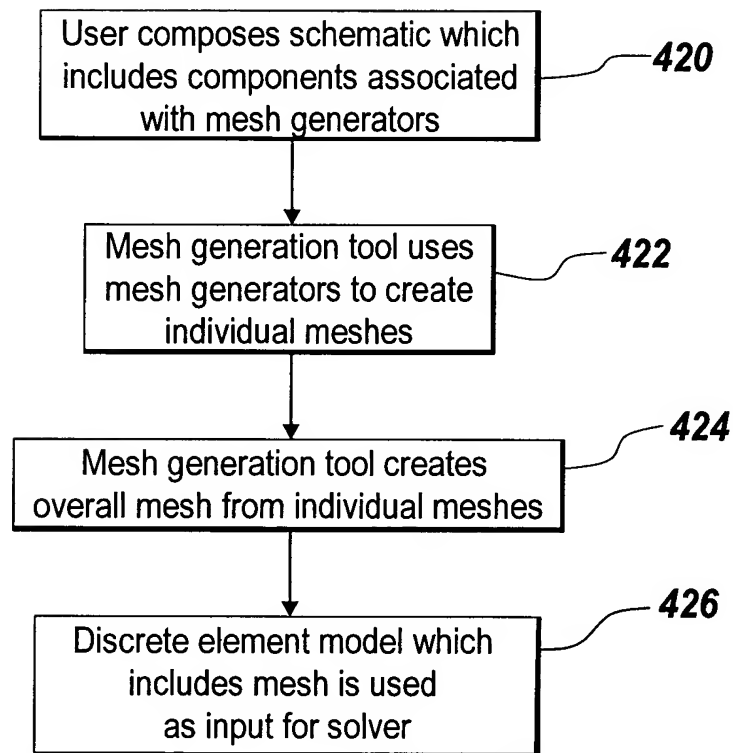 User composes schematic which
includes components associated
with mesh generators
420
Mesh generation tool uses
mesh generators to create
individual meshes
422
Mesh generation tool creates
overall mesh from individual meshes
424
Discrete element model which
includes mesh is used
as input for solver
426